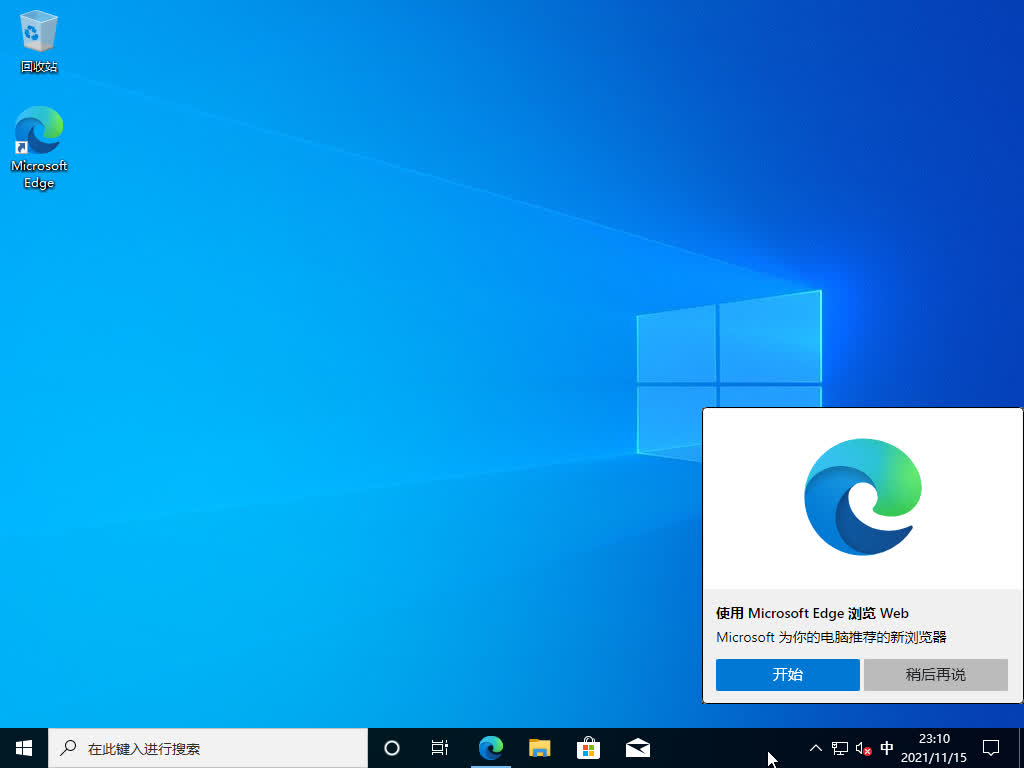 回收站
Microsoft
Edge
使用 Microsoft Edge 浏览 Web
Microsoft 为你的电脑推荐的新浏览器
开始
稍后再说
在此键入进行搜索
中
23:10
2021/11/15